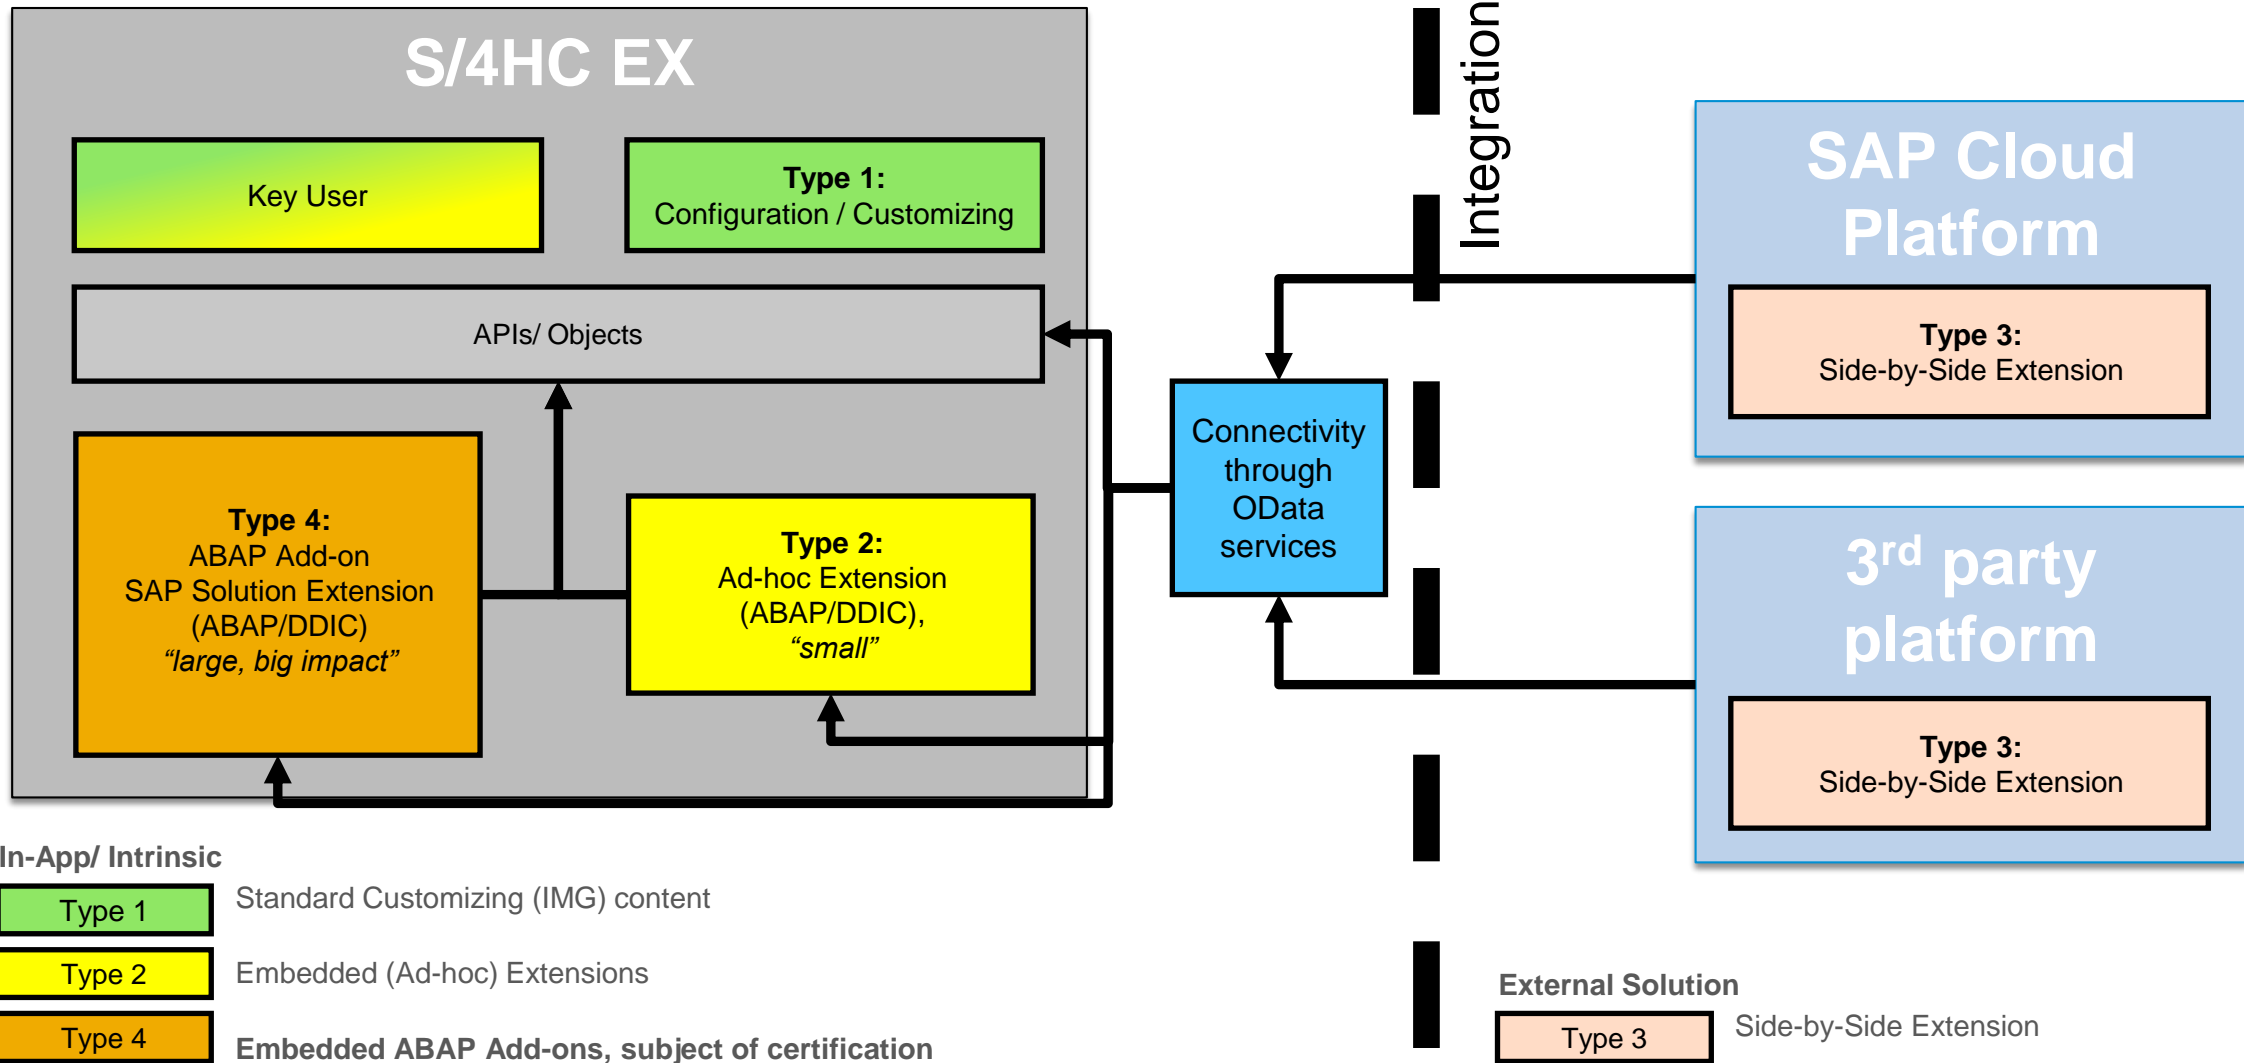 S/4HC EX
Key User
Type 1:
Configuration / Customizing
APIs/ Objects
Type 4:
ABAP Add-on
SAP Solution Extension
(ABAP/DDIC)
“large, big impact”
Type 2:
Ad-hoc Extension
(ABAP/DDIC),
“small”
Connectivity
through
OData
services
Integration
SAP Cloud
Platform
Type 3:
Side-by-Side Extension
3rd party
platform
Type 3:
Side-by-Side Extension
In-App/ Intrinsic
Type 1
Standard Customizing (IMG) content
Type 2
Embedded (Ad-hoc) Extensions
Type 4
Embedded ABAP Add-ons, subject of certification
External Solution
Type 3
Side-by-Side Extension